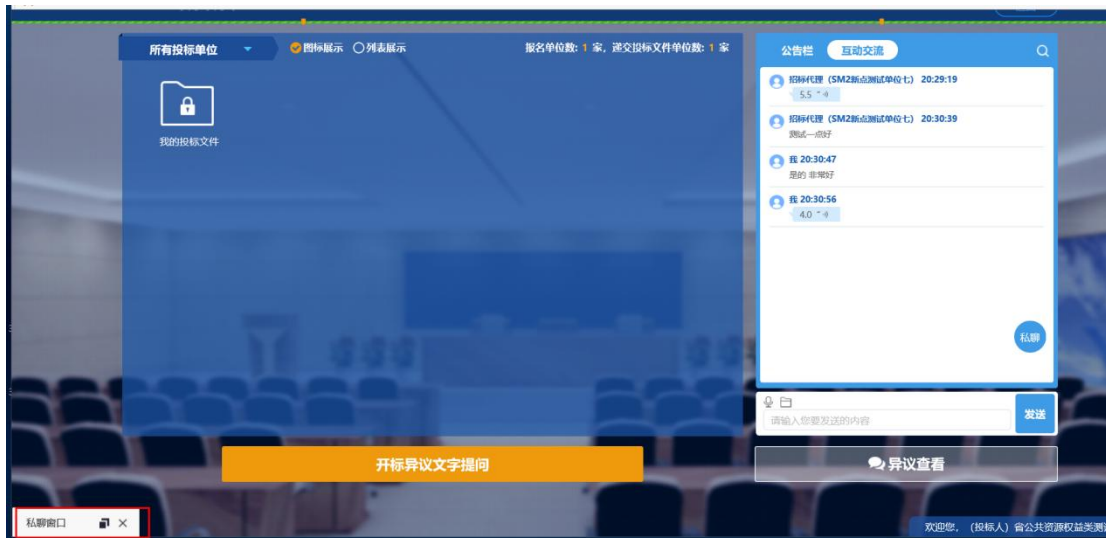 所有投标单位
图标展示 列表展示
报名单位数: 1 家, 递交投标文件单位数: 1 家
我的投标文件
公告栏 互动交流
招标代理 (SM2新点测试单位七) 20:29:19
5.5 "
招标代理 (SM2新点测试单位七) 20:30:39
测试一点好
我 20:30:47
是的 非常好
我 20:30:56
4.0 "
私聊
请输入您要发送的内容
发送
开标异议文字提问
异议查看
私聊窗口
欢迎您, (投标人) 省公共资源权益类测